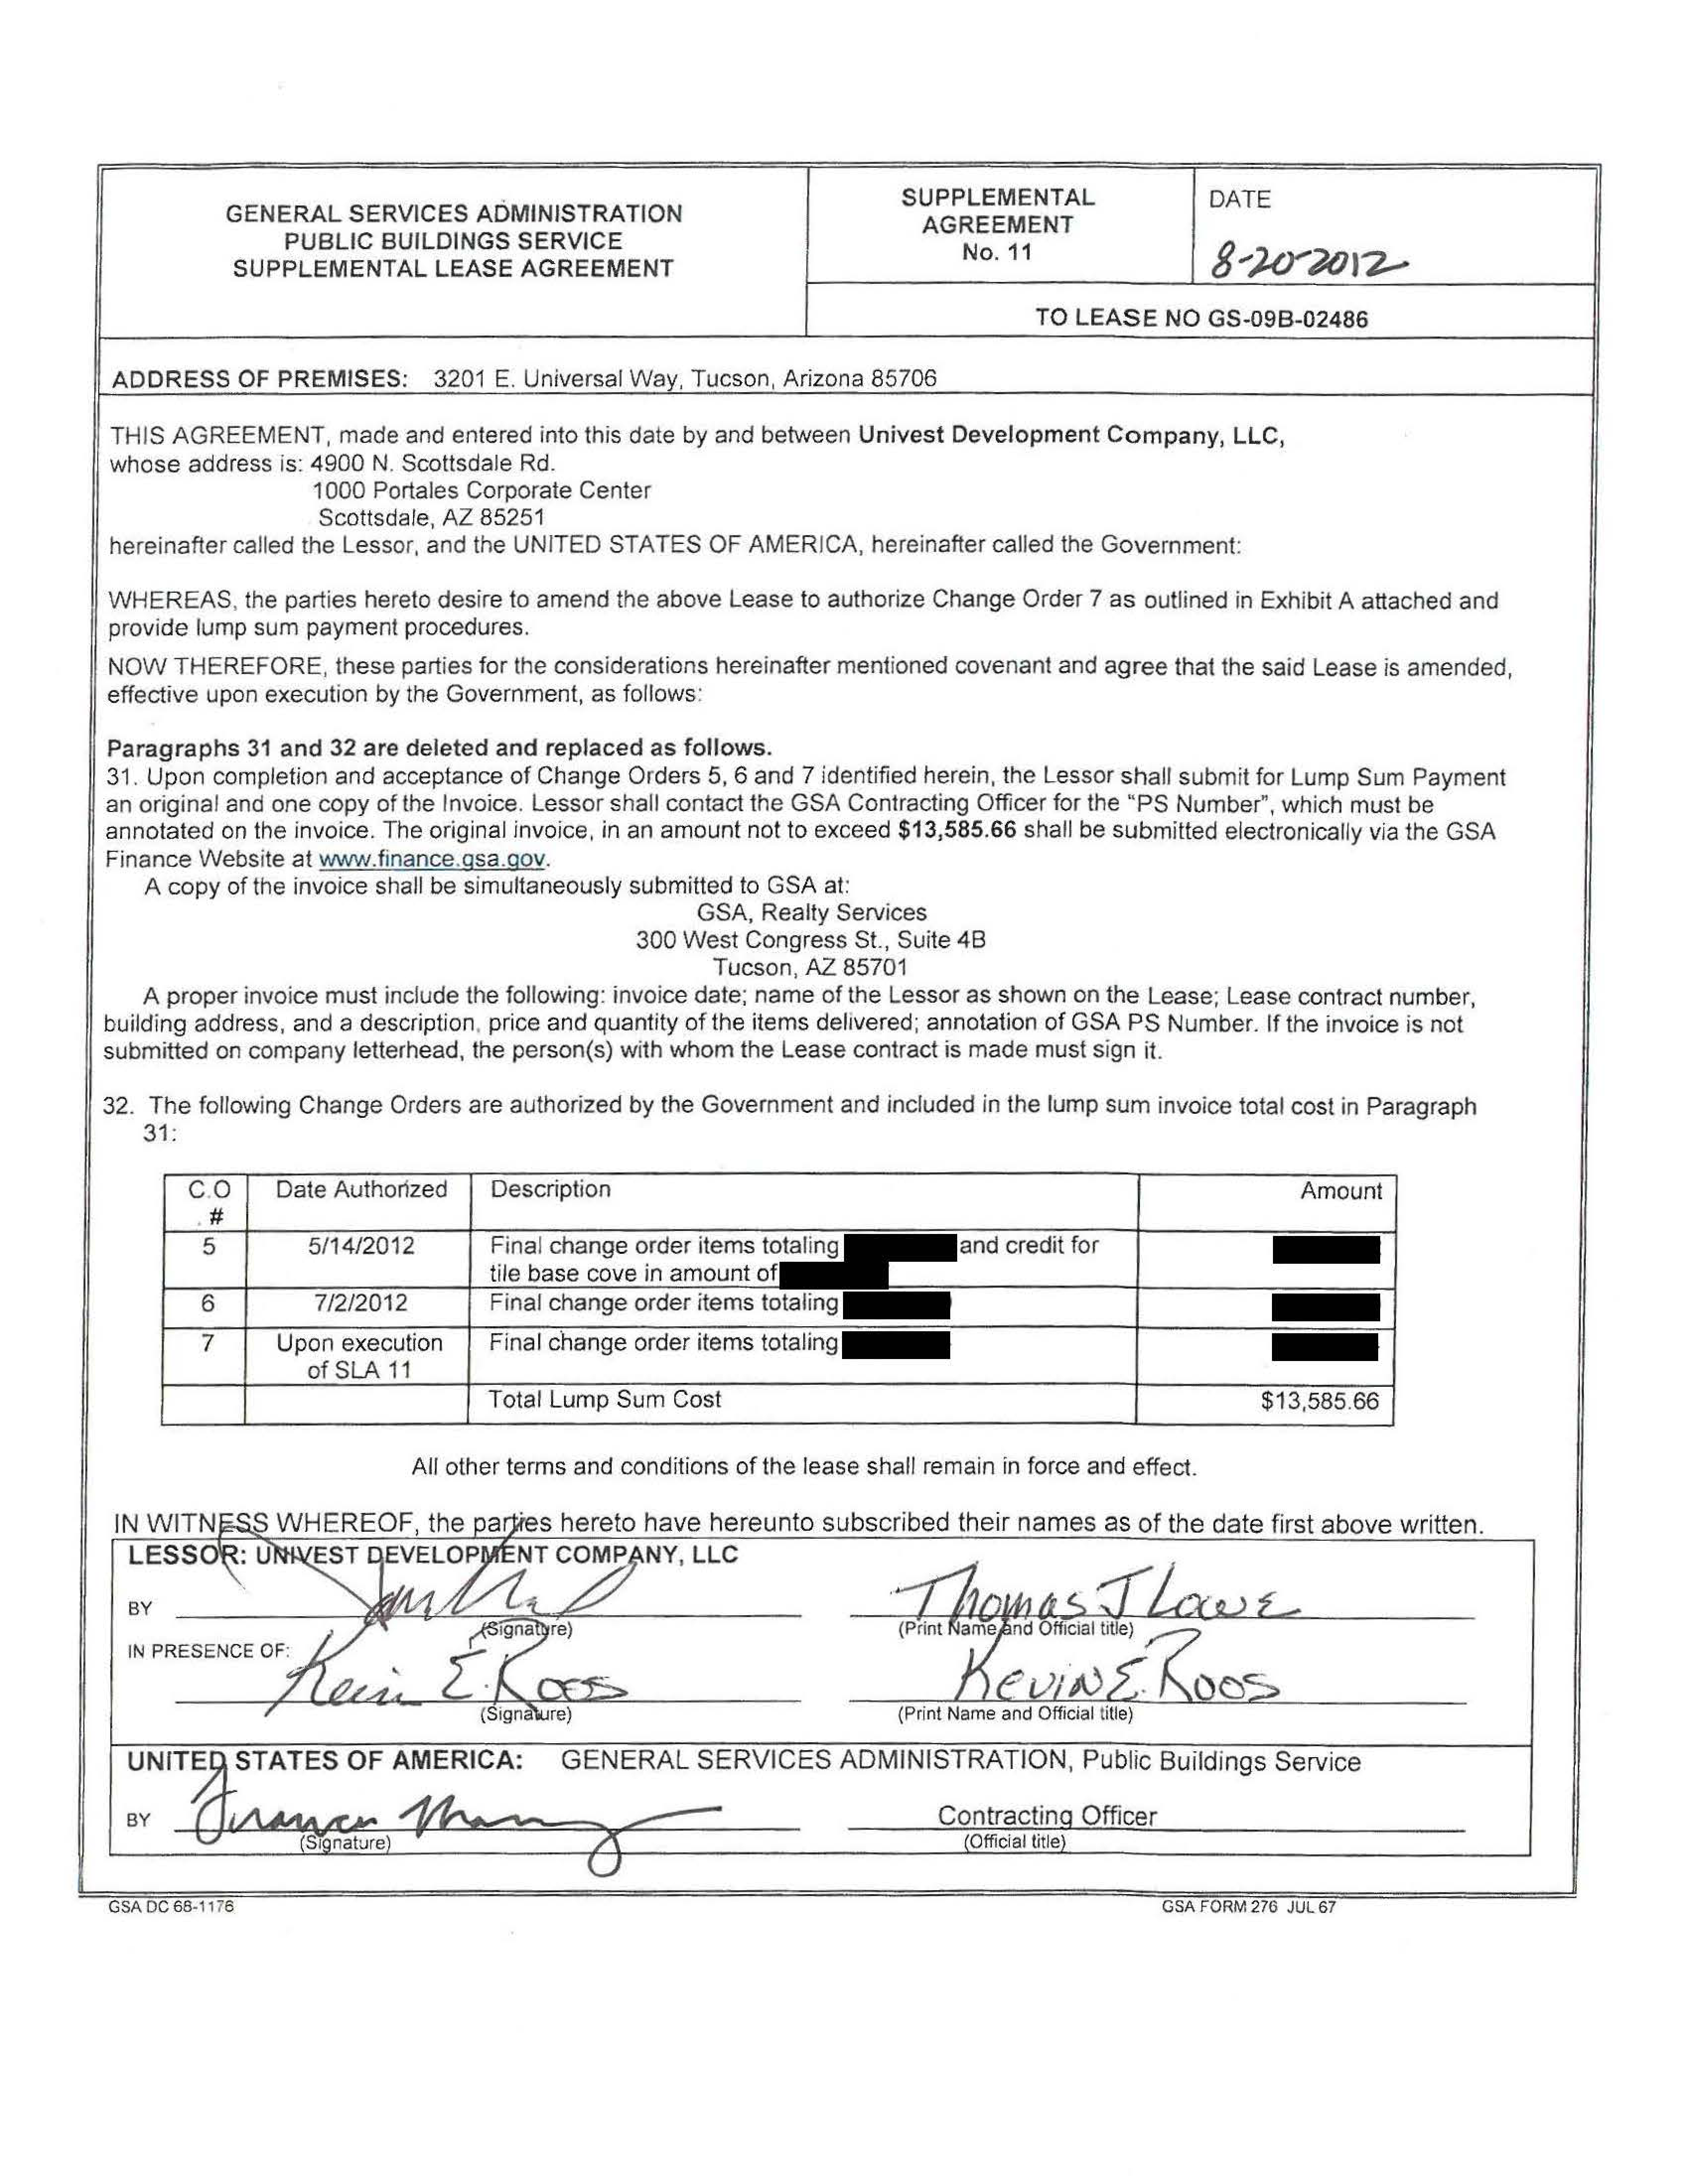 GENERAL SERVICES ADMINISTRATION
PUBLIC BUILDINGS SERVICE
SUPPLEMENTAL LEASE AGREEMENT
SUPPLEMENTAL
AGREEMENT
No. 11
DATE
8-20-2012
TO LEASE NO GS-09B-02486
ADDRESS OF PREMISES: 3201 E. Universal Way, Tucson, Arizona 85706
THIS AGREEMENT, made and entered into this date by and between Univest Development Company, LLC,
whose address is: 4900 N. Scottsdale Rd.
1000 Portales Corporate Center
Scottsdale, AZ 85251
hereinafter called the Lessor, and the UNITED STATES OF AMERICA, hereinafter called the Government:
WHEREAS, the parties hereto desire to amend the above Lease to authorize Change Order 7 as outlined in Exhibit A attached and
provide lump sum payment procedures.
NOW THEREFORE, these parties for the considerations hereinafter mentioned covenant and agree that the said Lease is amended,
effective upon execution by the Government, as follows:
Paragraphs 31 and 32 are deleted and replaced as follows.
31. Upon completion and acceptance of Change Orders 5, 6 and 7 identified herein, the Lessor shall submit for Lump Sum Payment
an original and one copy of the Invoice. Lessor shall contact the GSA Contracting Officer for the “PS Number”, which must be
annotated on the invoice. The original invoice, in an amount not to exceed $13,585.66 shall be submitted electronically via the GSA
Finance Website at www.finance.gsa.gov.
A copy of the invoice shall be simultaneously submitted to GSA at:
GSA, Realty Services
300 West Congress St., Suite 4B
Tucson, AZ 85701
A proper invoice must include the following: invoice date; name of the Lessor as shown on the Lease; Lease contract number,
building address, and a description, price and quantity of the items delivered; annotation of GSA PS Number. If the invoice is not
submitted on company letterhead, the person(s) with whom the Lease contract is made must sign it.
32. The following Change Orders are authorized by the Government and included in the lump sum invoice total cost in Paragraph
31:
C.O # Date Authorized Description Amount
5 5/14/2012 Final change order items totaling and credit for
tile base cove in amount of
6 7/2/2012 Final change order items totaling
7 Upon execution Final change order items totaling
of SLA 11
Total Lump Sum Cost $13,585.66
All other terms and conditions of the lease shall remain in force and effect.
IN WITNESS WHEREOF, the parties hereto have hereunto subscribed their names as of the date first above written.
LESSOR: UNIVEST DEVELOPMENT COMPANY, LLC
BY Thomas J Lowe
(Signature) (Print Name and Official title)
IN PRESENCE OF:
Kevin E. Roos KEVIN E. ROOS
(Signature) (Print Name and Official title)
UNITED STATES OF AMERICA: GENERAL SERVICES ADMINISTRATION, Public Buildings Service
BY Contracting Officer
(Signature) (Official title)
GSA DC 68-1176 GSA FORM 276 JUL 67